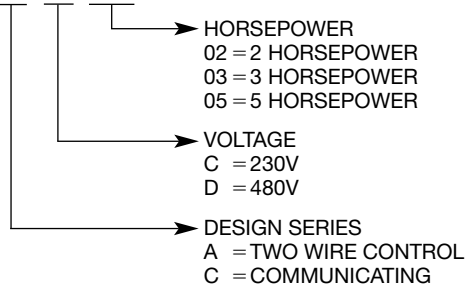 HORSEPOWER
02 = 2 HORSEPOWER
03 = 3 HORSEPOWER
05 = 5 HORSEPOWER
VOLTAGE
C = 230V
D = 480V
DESIGN SERIES
A = TWO WIRE CONTROL
C = COMMUNICATING